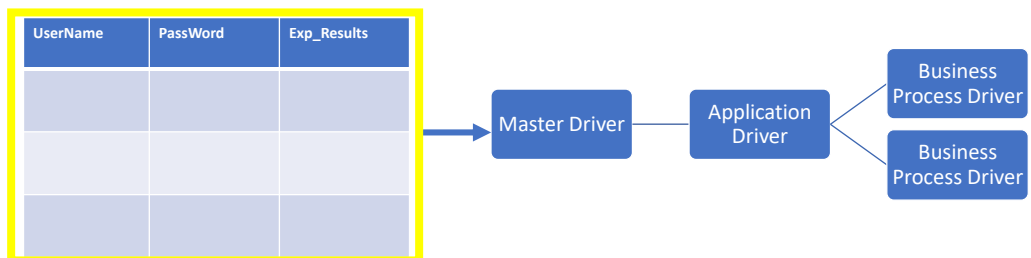 UserName PassWord Exp_Results
Master Driver
Application
Driver
Business
Process Driver
Business
Process Driver